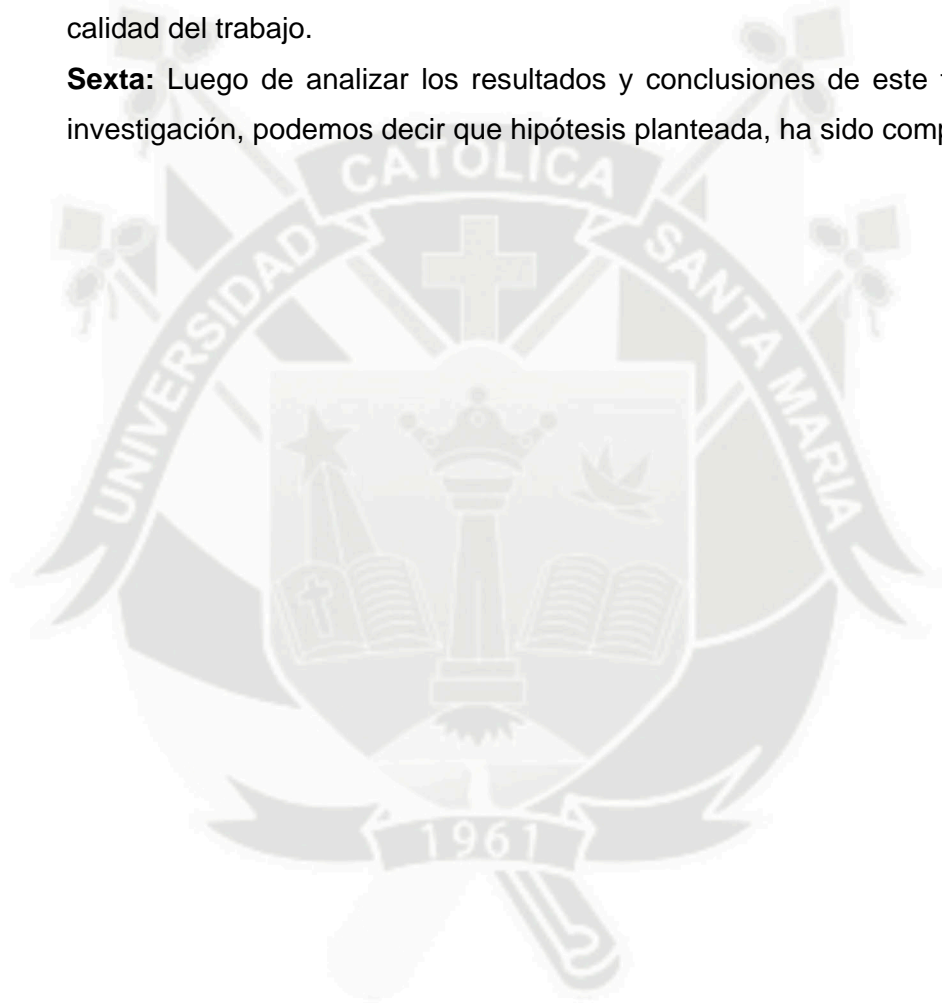 calidad del trabajo.
Sexta: Luego de analizar los resultados y conclusiones de este
investigación, podemos decir que hipótesis planteada, ha sido
UNIVERSIDAD CATOLICA SANTA MARIA
1961